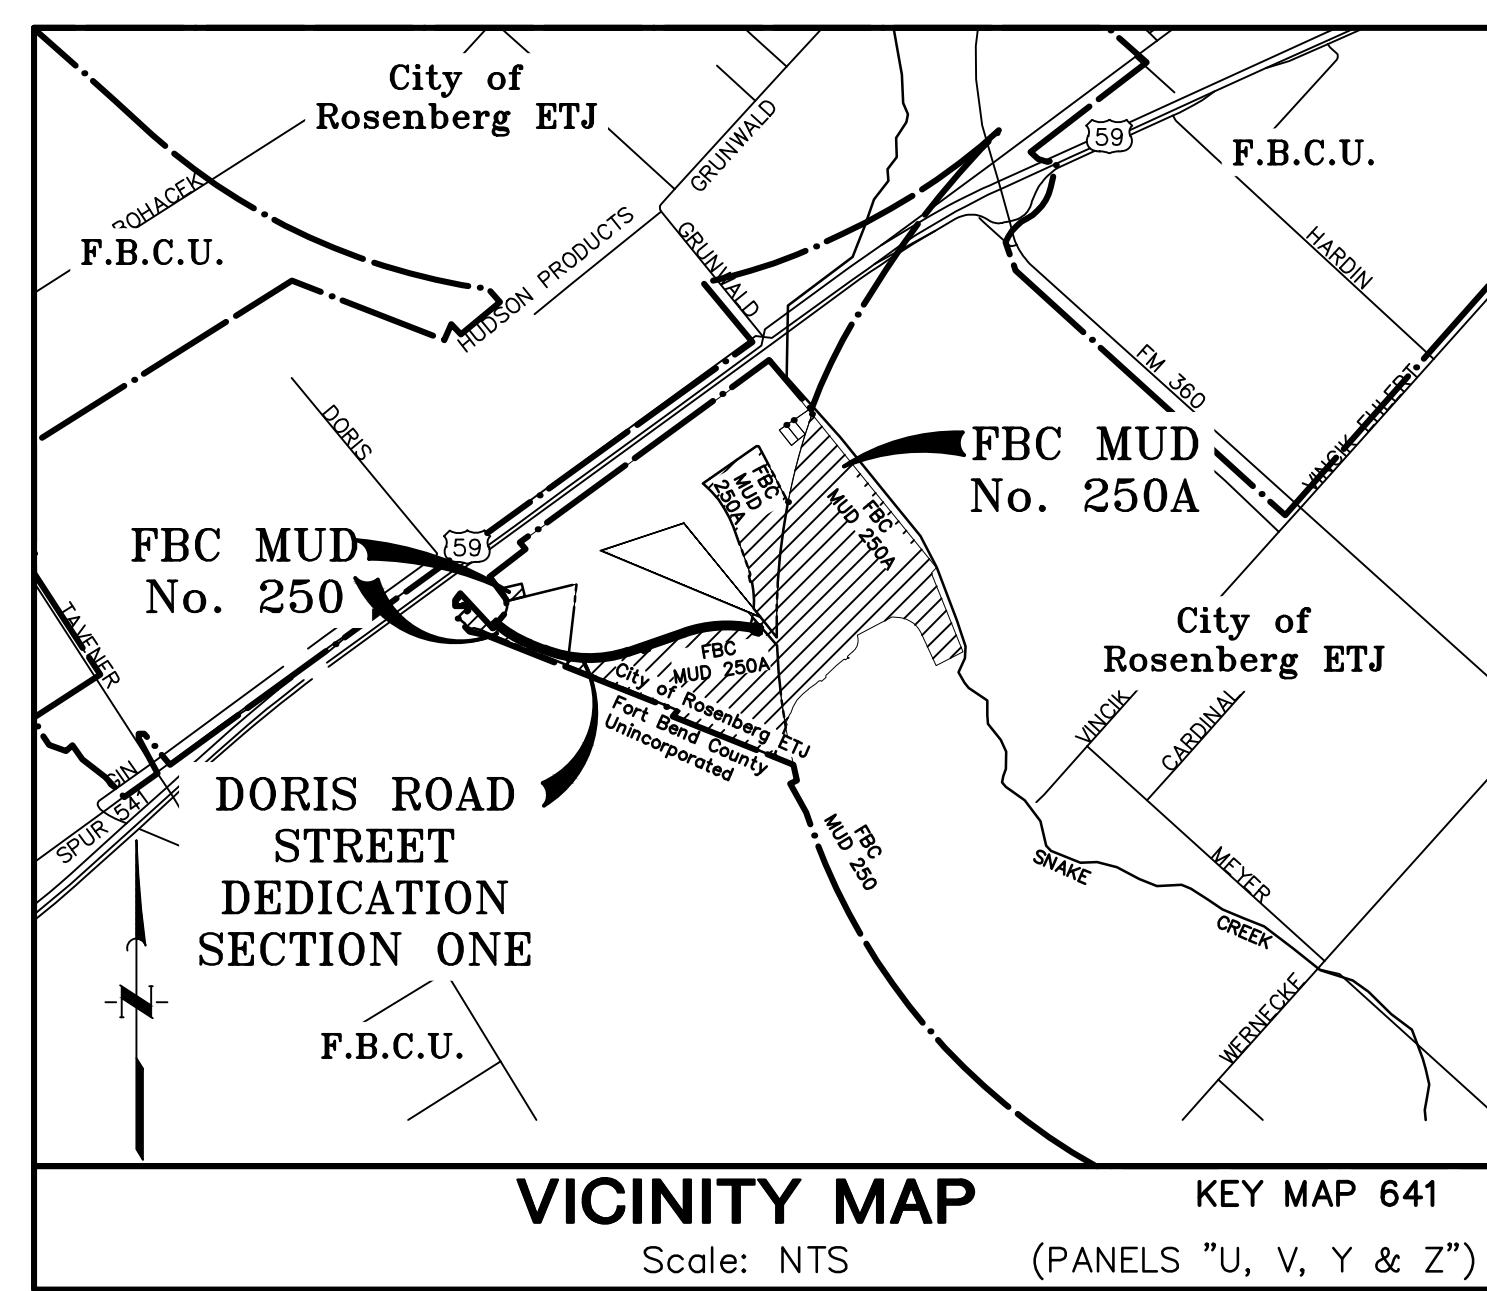 City of
Rosenberg ETJ
GRUNWALD
59
F.B.C.U.
BOHACEK
F.B.C.U.
HUDSON PRODUCTS
GRUNWALD
HARDIN
FM 360
VINCIK EHLERT
DORIS
FBC MUD
No. 250A
FBC
MUD
250A
FBC
MUD 250A
FBC MUD
No. 250
59
TAVENER
City of
Rosenberg ETJ
FBC
MUD 250A
City of Rosenberg ETJ
Fort Bend County
Unincorporated
VINCIK
CARDINAL
GIN
SPUR 541
DORIS ROAD
STREET
DEDICATION
SECTION ONE
FBC
MUD 250
SNAKE
CREEK
MEYER
WERNECKE
N
F.B.C.U.
VICINITY MAP
Scale: NTS
KEY MAP 641
(PANELS "U, V, Y & Z")